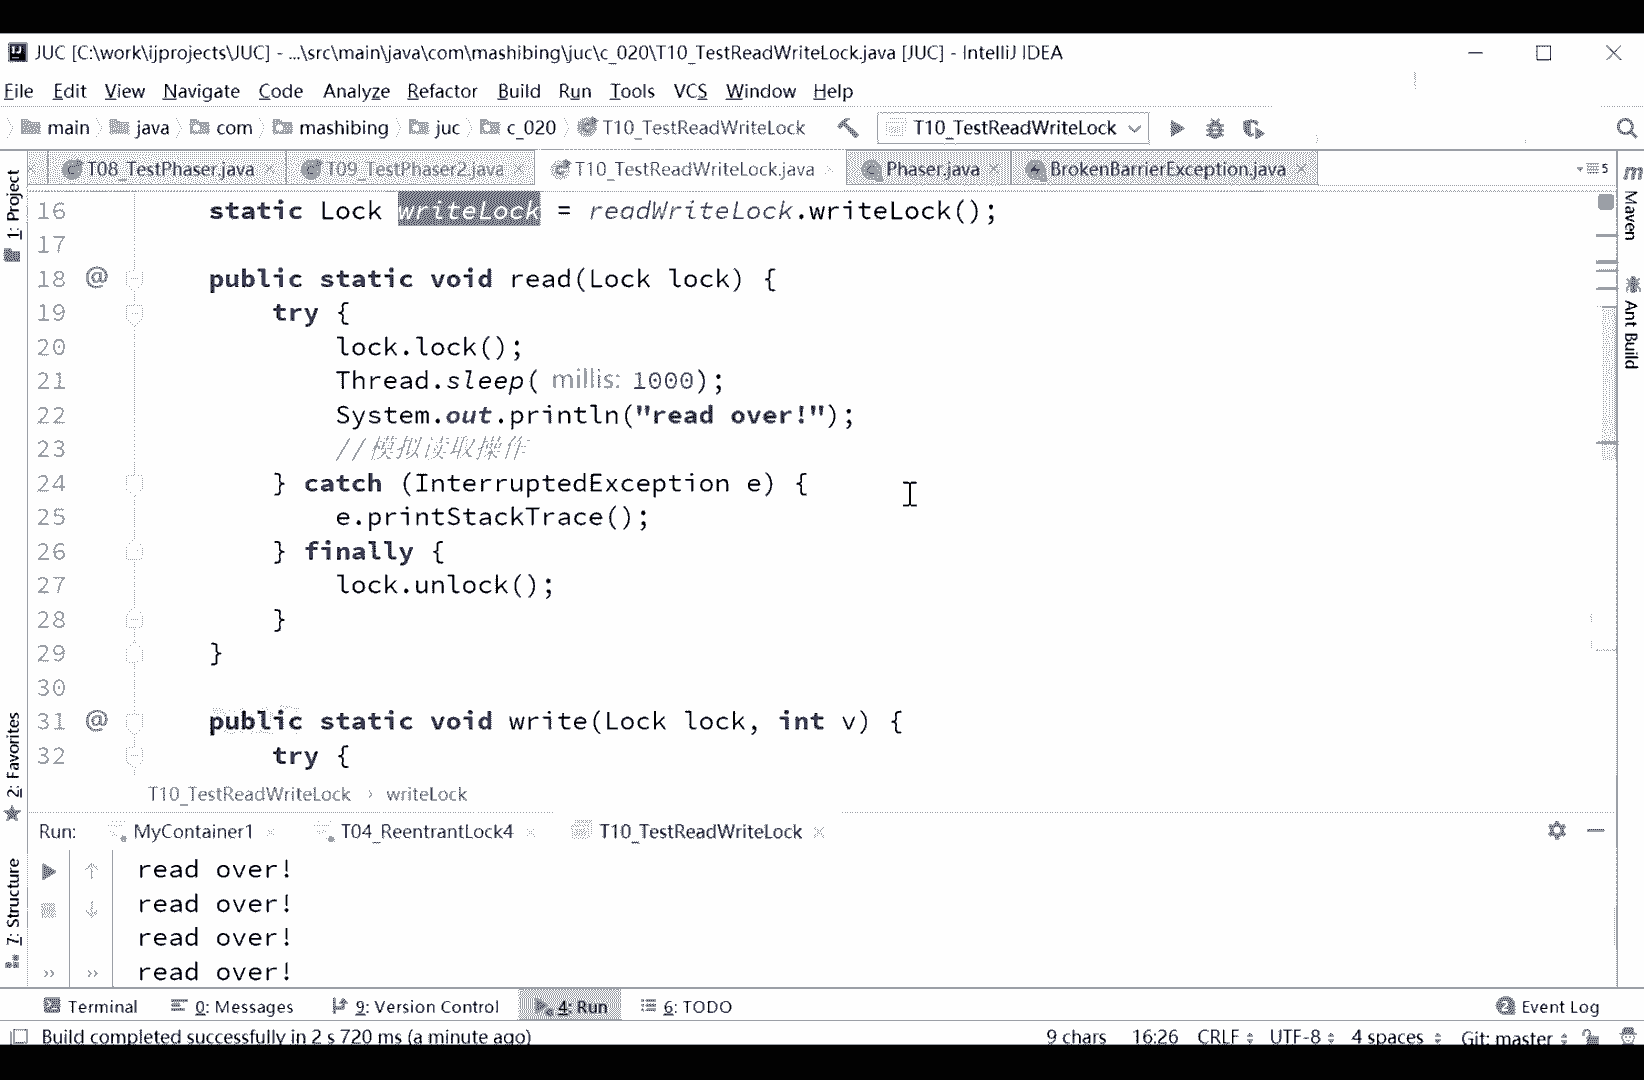 JUC [C:\work\ijprojects\JUC] - ...\src\main\java\com\mashibing\juc\c_020\T10_TestReadWriteLock.java [JUC] - IntelliJ IDEA
File Edit View Navigate Code Analyze Refactor Build Run Tools VCS Window Help
main java com mashibing juc c_020 T10_TestReadWriteLock T10_TestReadWriteLock
T08_TestPhaser.java T09_TestPhaser2.java T10_TestReadWriteLock.java Phaser.java BrokenBarrierException.java 5
1: Project
Maven
Ant Build
16 static Lock writeLock = readWriteLock.writeLock();
17
18 @ public static void read(Lock lock) {
19 try {
20 lock.lock();
21 Thread.sleep( millis: 1000);
22 System.out.println("read over!");
23 //模拟读取操作
24 } catch (InterruptedException e) {
25 e.printStackTrace();
26 } finally {
27 lock.unlock();
28 }
29 }
30
31 @ public static void write(Lock lock, int v) {
32 try {
2: Favorites
7: Structure
T10_TestReadWriteLock › writeLock
Run: MyContainer1 T04_ReentrantLock4 T10_TestReadWriteLock
read over!
read over!
read over!
read over!
Terminal 0: Messages 9: Version Control 4: Run 6: TODO 2 Event Log
Build completed successfully in 2 s 720 ms (a minute ago) 9 chars 16:26 CRLF UTF-8 4 spaces Git: master